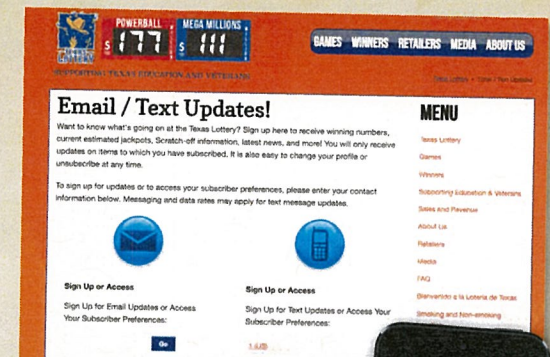 POWERBALL
MEGA MILLIONS
$ 177
$ 111
GAMES WINNERS RETAILERS MEDIA ABOUT US
LOTTERY
SUPPORTING TEXAS EDUCATION AND VETERANS
Email / Text Updates!
Want to know what's going on at the Texas Lottery? Sign up here to receive winning numbers,
current estimated jackpots, Scratch-off information, latest news, and more! You will only receive
updates on items to which you have subscribed. It is also easy to change your profile or
unsubscribe at any time.
To sign up for updates or to access your subscriber preferences, please enter your contact
information below. Messaging and data rates may apply for text message updates.
Sign Up or Access
Sign Up for Email Updates or Access
Your Subscriber Preferences:
Go
Sign Up or Access
Sign Up for Text Updates or Access Your
Subscriber Preferences:
MENU
Texas Lottery
Games
Winners
Supporting Education & Veterans
Sales and Revenue
About Us
Retailers
Media
FAQ
Bienvenido a la Loteria de Texas
Smoking and Non-smoking